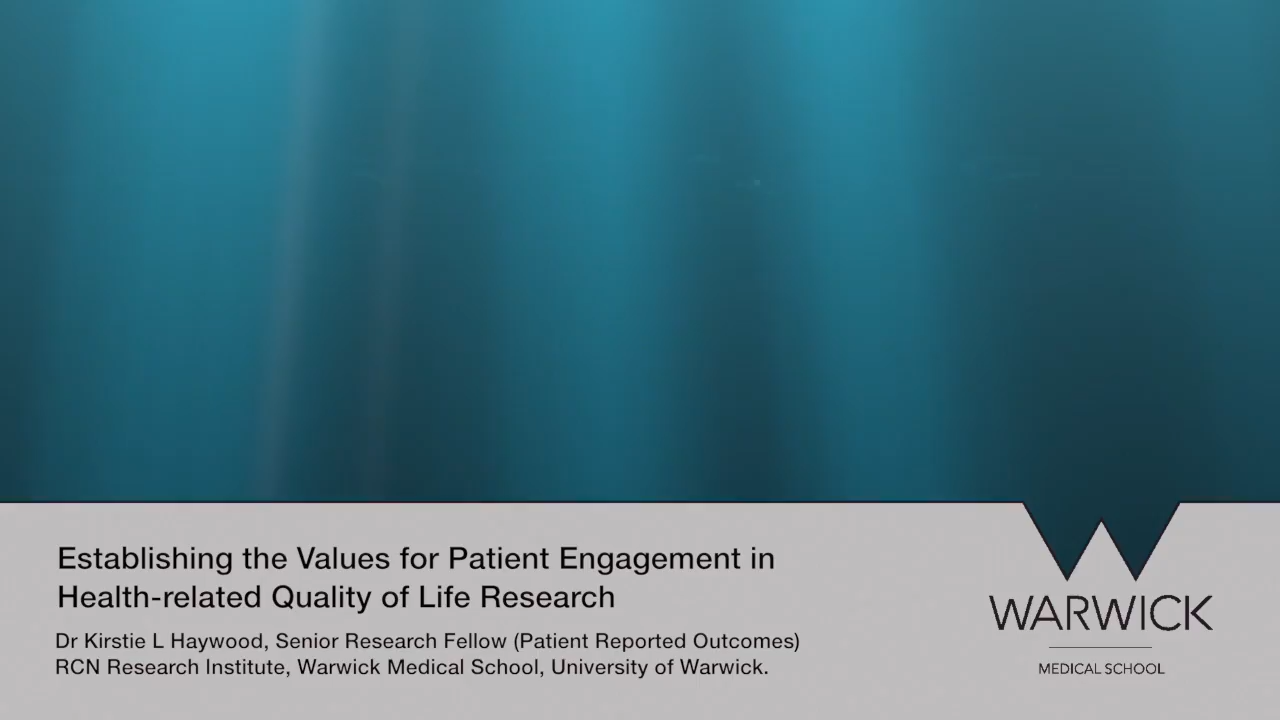 Establishing the Values for Patient Engagement in
Health-related Quality of Life Research
Dr Kirstie L Haywood, Senior Research Fellow (Patient Reported Outcomes)
RCN Research Institute, Warwick Medical School, University of Warwick.
WARWICK
MEDICAL SCHOOL